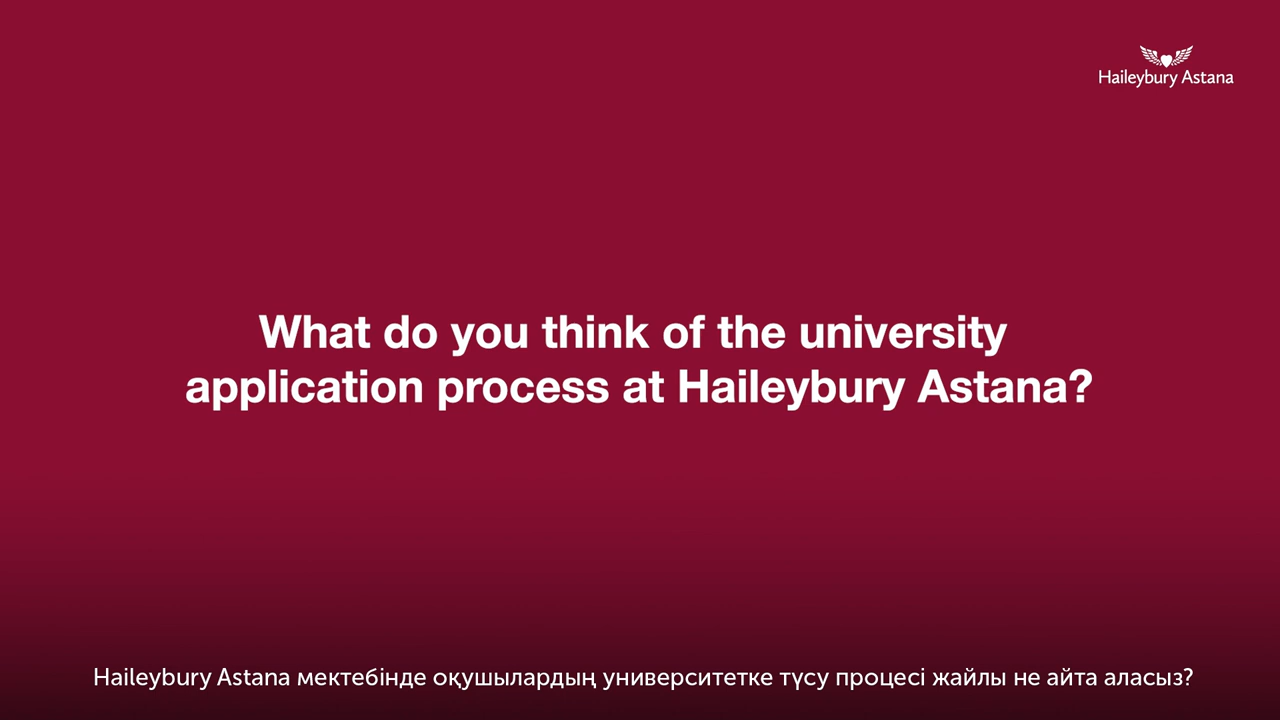 Haileybury Astana
What do you think of the university
application process at Haileybury Astana?
Haileybury Astana мектебінде оқушылардың университетке түсу процесі жайлы не айта аласыз?